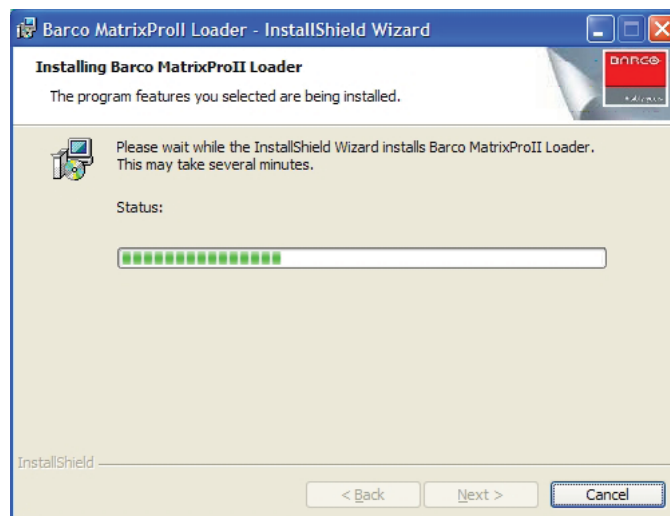 Barco MatrixProII Loader - InstallShield Wizard
Installing Barco MatrixProII Loader
The program features you selected are being installed.
BARCO
Please wait while the InstallShield Wizard installs Barco MatrixProII Loader.
This may take several minutes.
Status:
InstallShield
< Back
Next >
Cancel